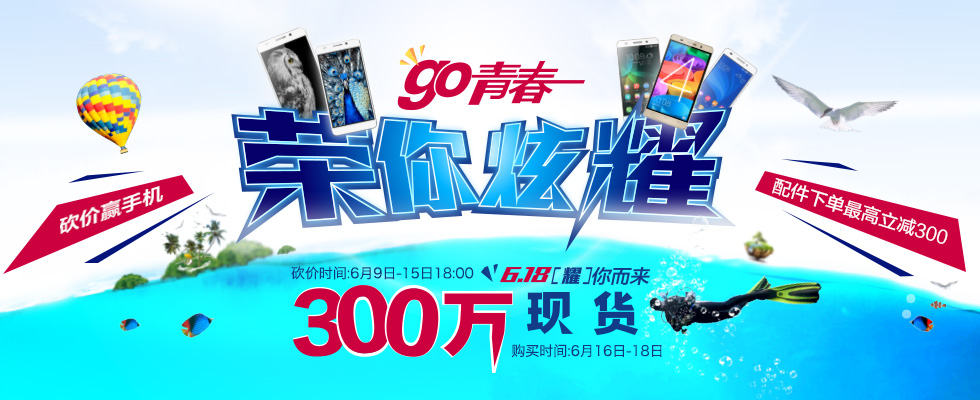 go青春
荣你炫耀
砍价赢手机
配件下单最高立减300
砍价时间:6月9日-15日18:00
6.18[耀]你而来
300万现货
购买时间:6月16日-18日